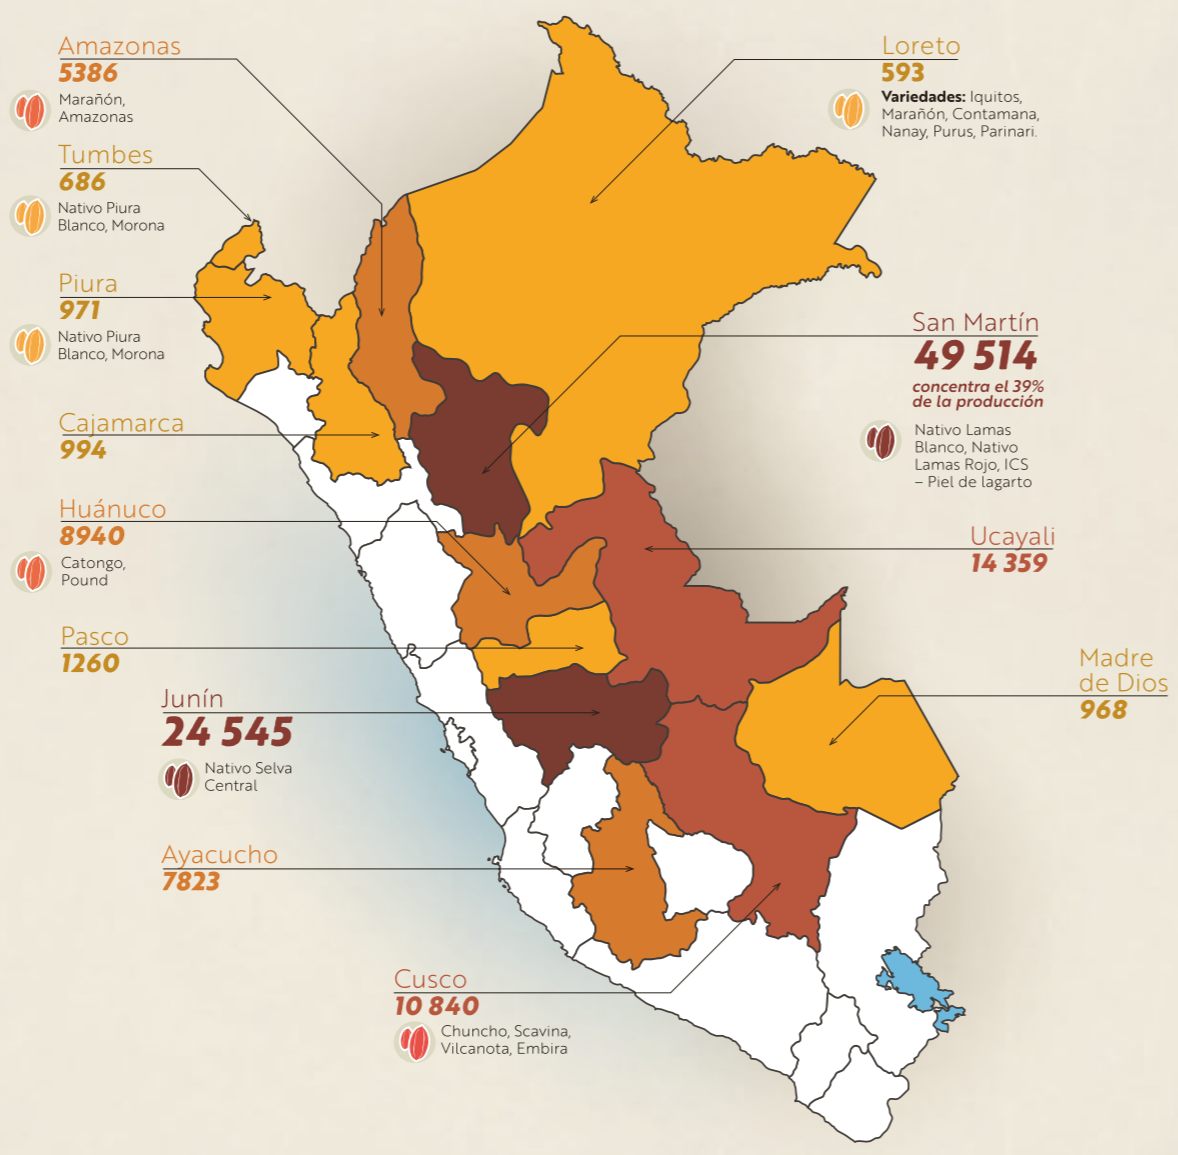 Amazonas
5386
Marañón,
Amazonas
Tumbes
686
Nativo Piura
Blanco, Morona
Piura
971
Nativo Piura
Blanco, Morona
Cajamarca
994
Huánuco
8940
Catongo,
Pound
Pasco
1260
Junín
24 545
Nativo Selva
Central
Ayacucho
7823
Cusco
10 840
Chuncho, Scavina,
Vilcanota, Embira
Loreto
593
Variedades: Iquitos,
Marañón, Contamana,
Nanay, Purus, Parinari.
San Martín
49 514
concentra el 39%
de la producción
Nativo Lamas
Blanco, Nativo
Lamas Rojo, ICS
– Piel de lagarto
Ucayali
14 359
Madre
de Dios
968